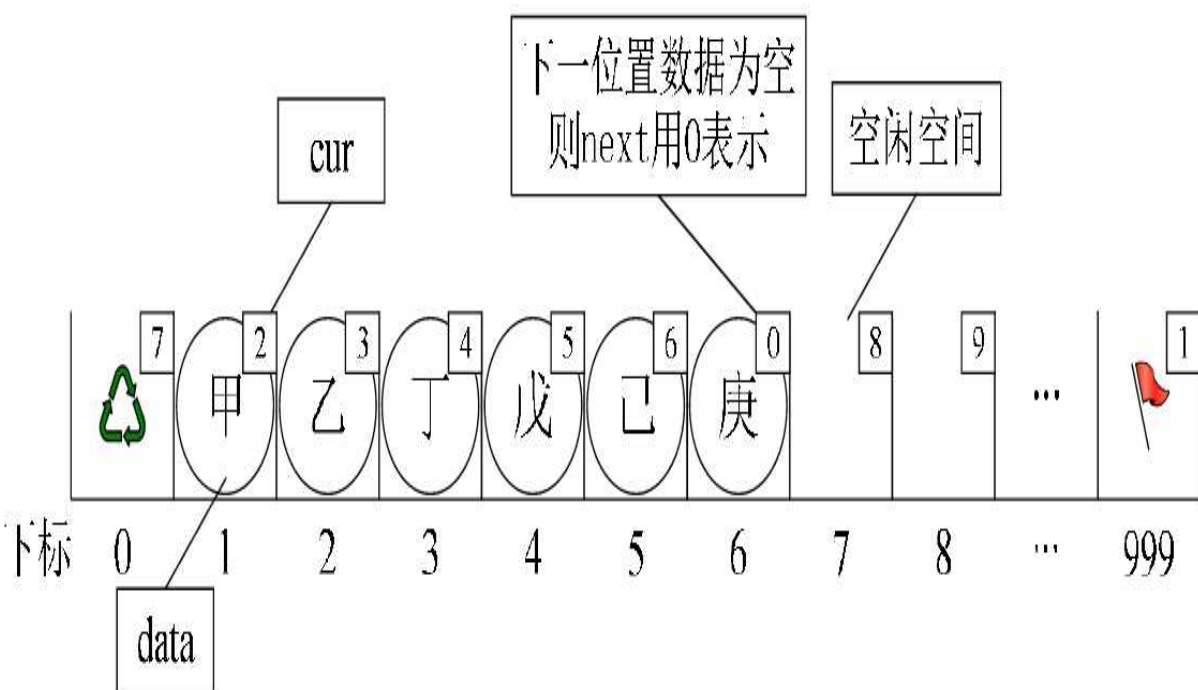 下一位置数据为空
则next用0表示
cur
空闲空间
7 2 3 4 5 6 0 8 9 1
甲 乙 丁 戊 己 庚 …
下标 0 1 2 3 4 5 6 7 8 … 999
data